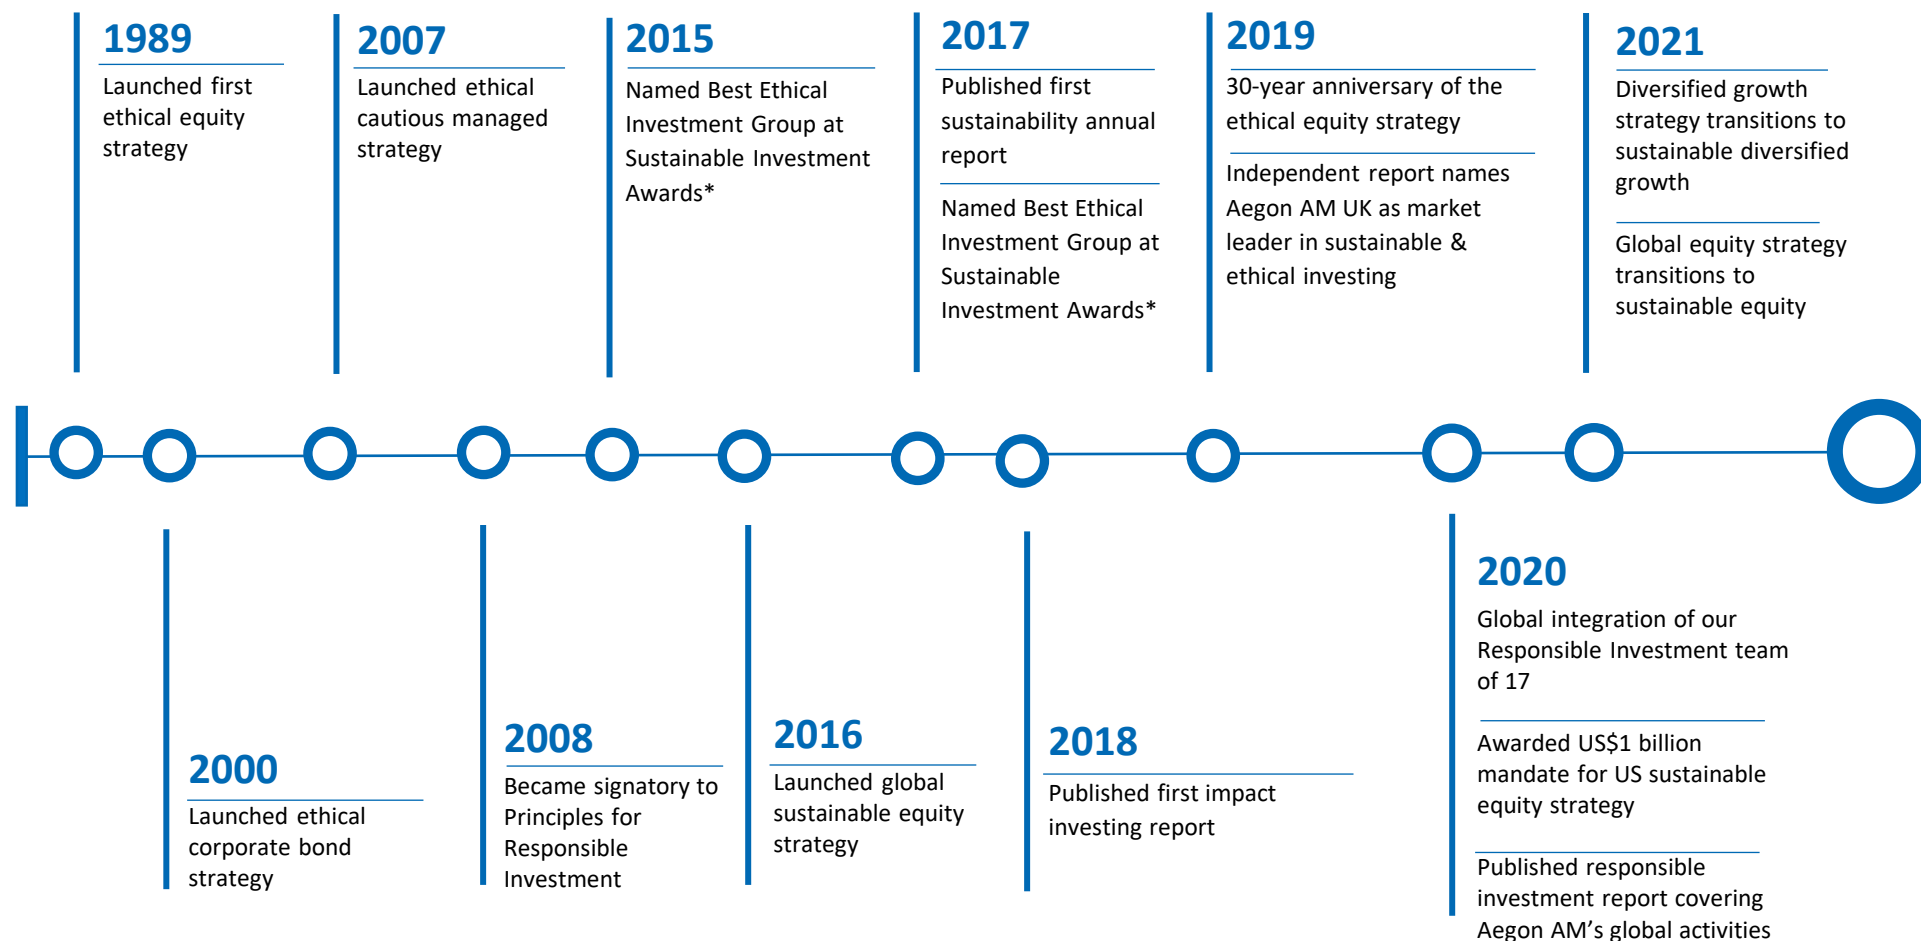 1989
Launched first
ethical equity
strategy
2007
Launched ethical
cautious managed
strategy
2015
Named Best Ethical
Investment Group at
Sustainable Investment
Awards*
2017
Published first
sustainability annual
report
Named Best Ethical
Investment Group at
Sustainable
Investment Awards*
2019
30-year anniversary of the
ethical equity strategy
Independent report names
Aegon AM UK as market
leader in sustainable &
ethical investing
2021
Diversified growth
strategy transitions to
sustainable diversified
growth
Global equity strategy
transitions to
sustainable equity
2000
Launched ethical
corporate bond
strategy
2008
Became signatory to
Principles for
Responsible
Investment
2016
Launched global
sustainable equity
strategy
2018
Published first impact
investing report
2020
Global integration of our
Responsible Investment team
of 17
Awarded US$1 billion
mandate for US sustainable
equity strategy
Published responsible
investment report covering
Aegon AM’s global activities